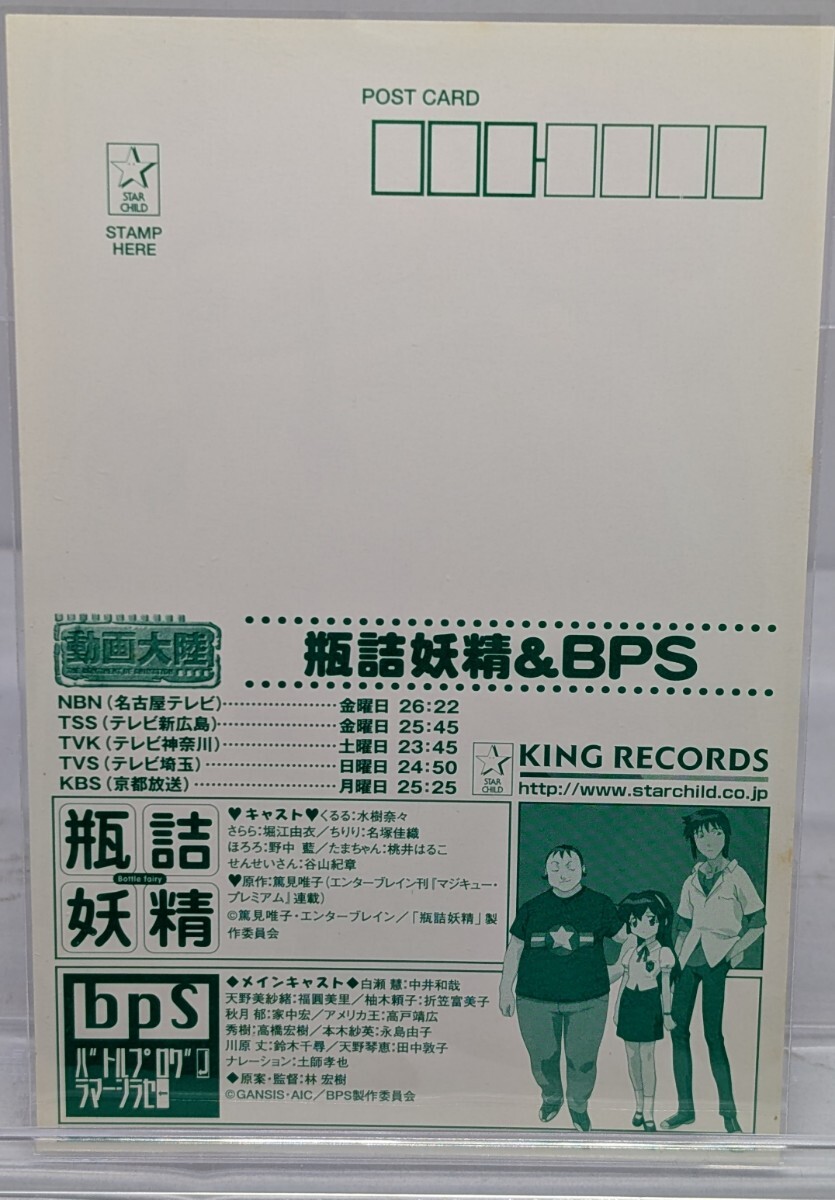 POST CARD
STAR
CHILD
STAMP
HERE
動画大陸
瓶詰妖精&BPS
NBN(名古屋テレビ)…………………金曜日 26:22
TSS(テレビ新広島)…………………金曜日 25:45
TVK(テレビ神奈川)…………………土曜日 23:45
TVS(テレビ埼玉)……………………日曜日 24:50
KBS(京都放送)………………………月曜日 25:25
STAR
CHILD
KING RECORDS
http://www.starchild.co.jp
瓶詰
Bottle fairy
妖精
♥キャスト♥くるる:水樹奈々
さらら:堀江由衣/ちりり:名塚佳織
ほろろ:野中 藍/たまちゃん:桃井はるこ
せんせいさん:谷山紀章
♥原作:篤見唯子(エンターブレイン刊『マジキュー・
プレミアム』連載)
©篤見唯子・エンターブレイン/「瓶詰妖精」製
作委員会
bpS
バトルプログ
ラマーシラセ
◆メインキャスト◆白瀬 慧:中井和哉
天野美紗緒:福圓美里/柚木頼子:折笠富美子
秋月 郁:家中宏/アメリカ王:高戸靖広
秀樹:高橋宏樹/本木紗英:永島由子
川原 丈:鈴木千尋/天野琴恵:田中敦子
ナレーション:土師孝也
◆原案・監督:林 宏樹
©GANSIS・AIC/BPS製作委員会